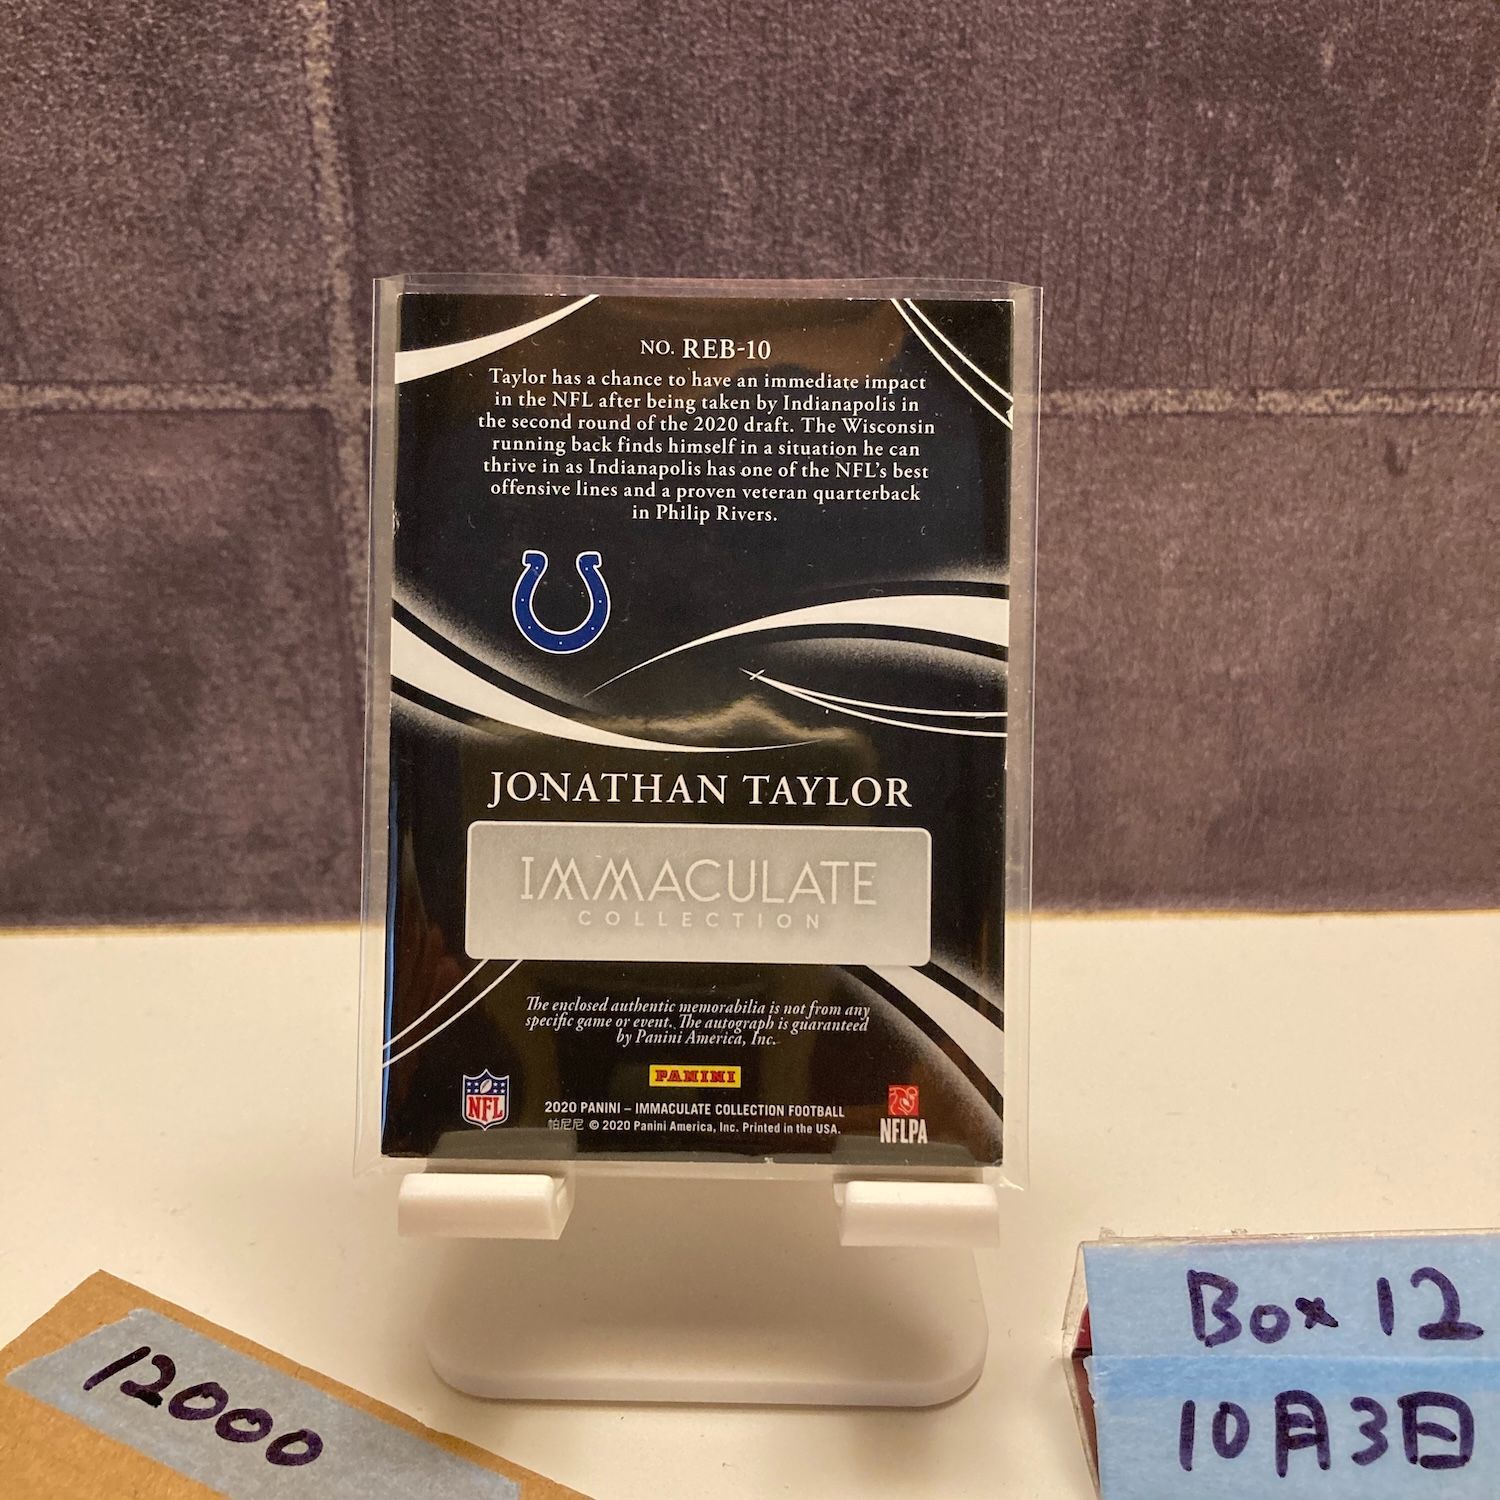 NO. REB-10
Taylor has a chance to have an immediate impact
in the NFL after being taken by Indianapolis in
the second round of the 2020 draft. The Wisconsin
running back finds himself in a situation he can
thrive in as Indianapolis has one of the NFL's best
offensive lines and a proven veteran quarterback
in Philip Rivers.
JONATHAN TAYLOR
IMMACULATE
COLLECTION
The enclosed authentic memorabilia is not from any
specific game or event. The autograph is guaranteed
by Panini America, Inc.
PANINI
NFL
2020 PANINI – IMMACULATE COLLECTION FOOTBALL
帕尼尼 © 2020 Panini America, Inc. Printed in the USA.
NFLPA
12000
Box 12
10月3日